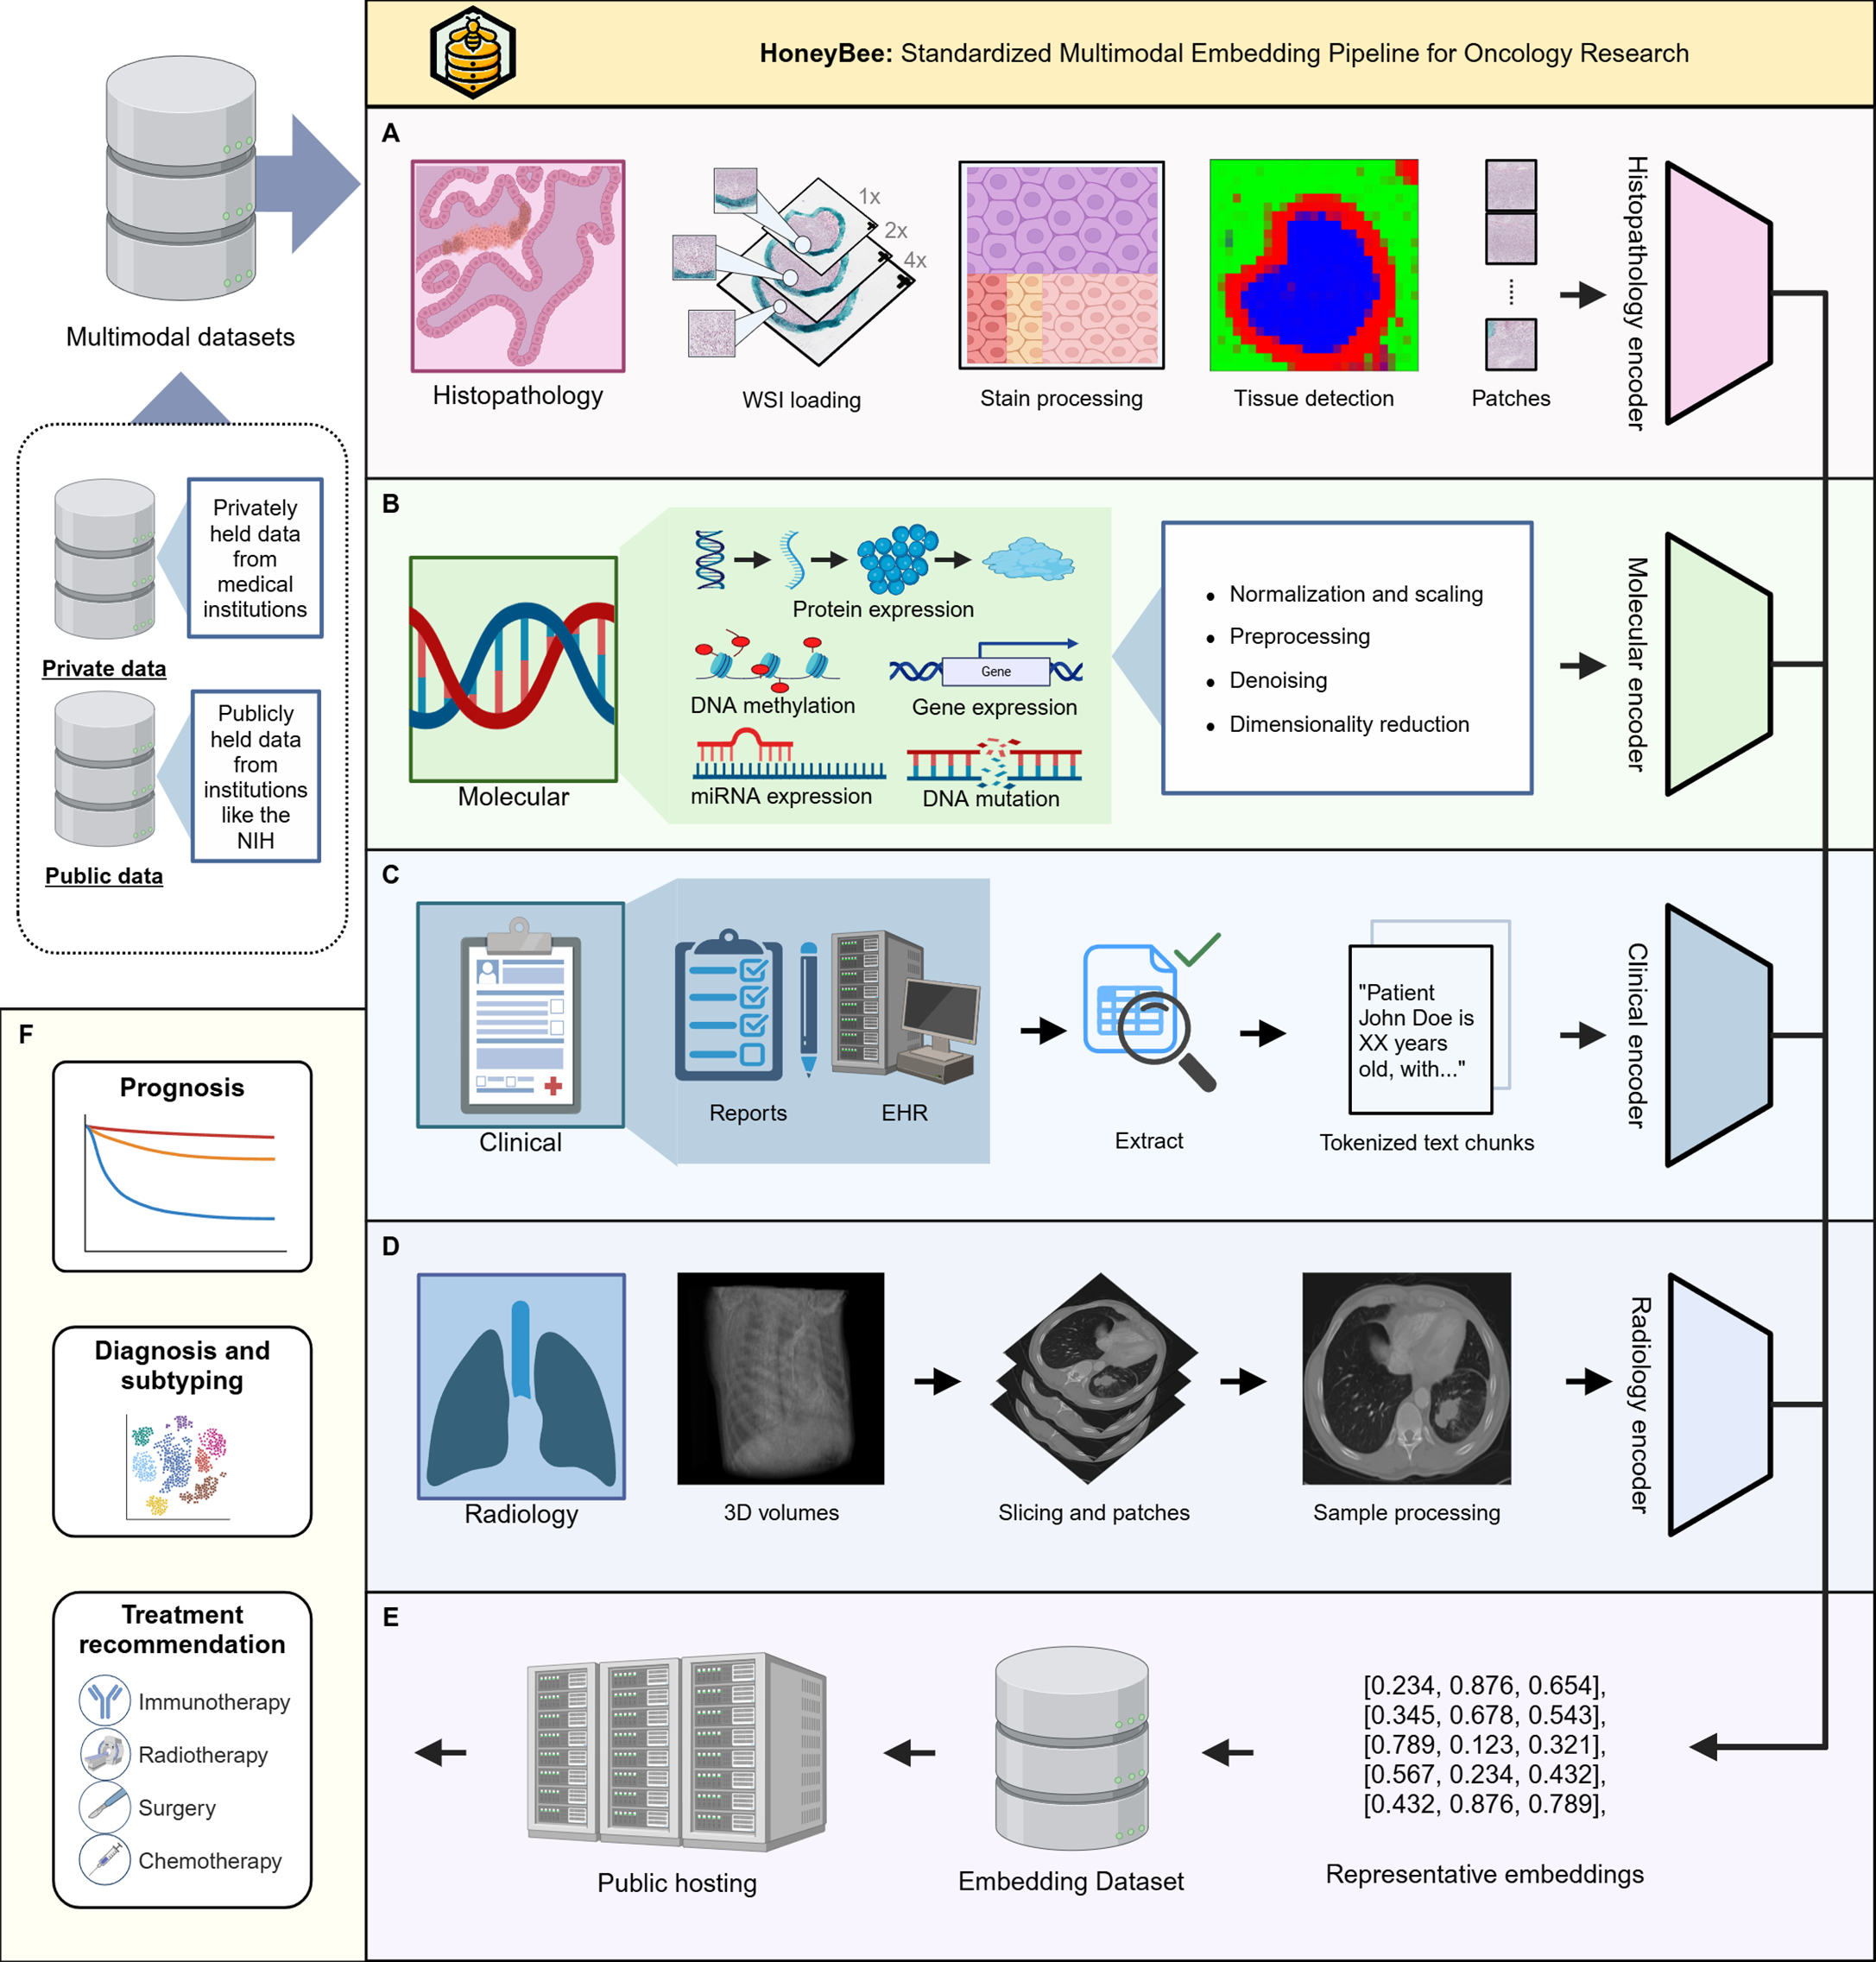 HoneyBee: Standardized Multimodal Embedding Pipeline for Oncology Research
Multimodal datasets
Privately
held data
from
medical
institutions
Private data
Publicly
held data
from
institutions
like the
NIH
Public data
A
Histopathology
1x
2x
4x
WSI loading
Stain processing
Tissue detection
Patches
Histopathology encoder
B
Molecular
Protein expression
DNA methylation
Gene
Gene expression
miRNA expression
DNA mutation
• Normalization and scaling
• Preprocessing
• Denoising
• Dimensionality reduction
Molecular encoder
C
Clinical
Reports
EHR
Extract
"Patient
John Doe is
XX years
old, with..."
Tokenized text chunks
Clinical encoder
D
Radiology
3D volumes
Slicing and patches
Sample processing
Radiology encoder
E
[0.234, 0.876, 0.654],
[0.345, 0.678, 0.543],
[0.789, 0.123, 0.321],
[0.567, 0.234, 0.432],
[0.432, 0.876, 0.789],
Representative embeddings
Embedding Dataset
Public hosting
F
Prognosis
Diagnosis and
subtyping
Treatment
recommendation
Immunotherapy
Radiotherapy
Surgery
Chemotherapy